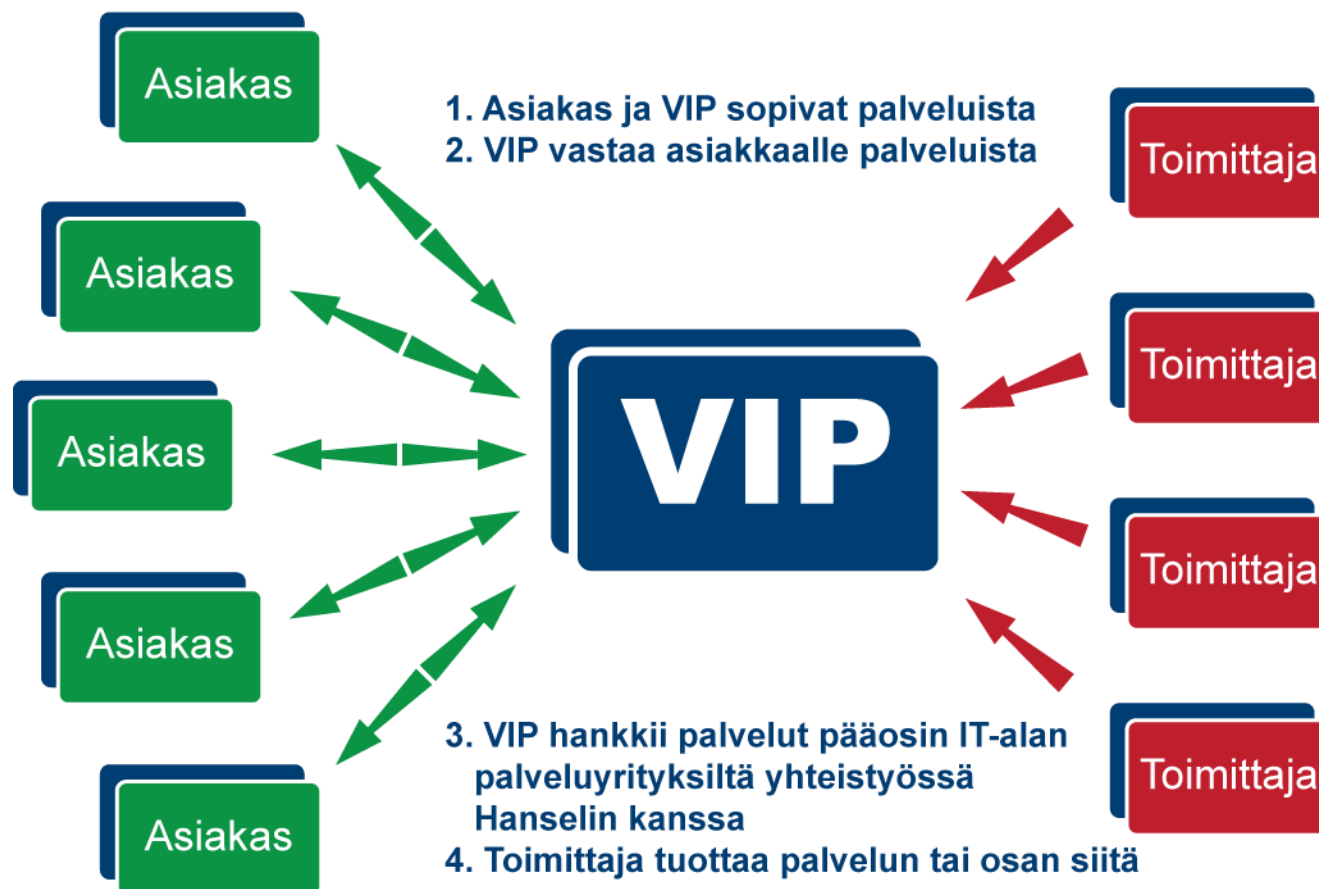 Asiakas
1. Asiakas ja VIP sopivat palveluista
2. VIP vastaa asiakkaalle palveluista
Toimittaja
Asiakas
Toimittaja
Asiakas
VIP
Toimittaja
Asiakas
3. VIP hankkii palvelut pääosin IT-alan
palveluyrityksiltä yhteistyössä
Hanselin kanssa
4. Toimittaja tuottaa palvelun tai osan siitä
Asiakas
Toimittaja